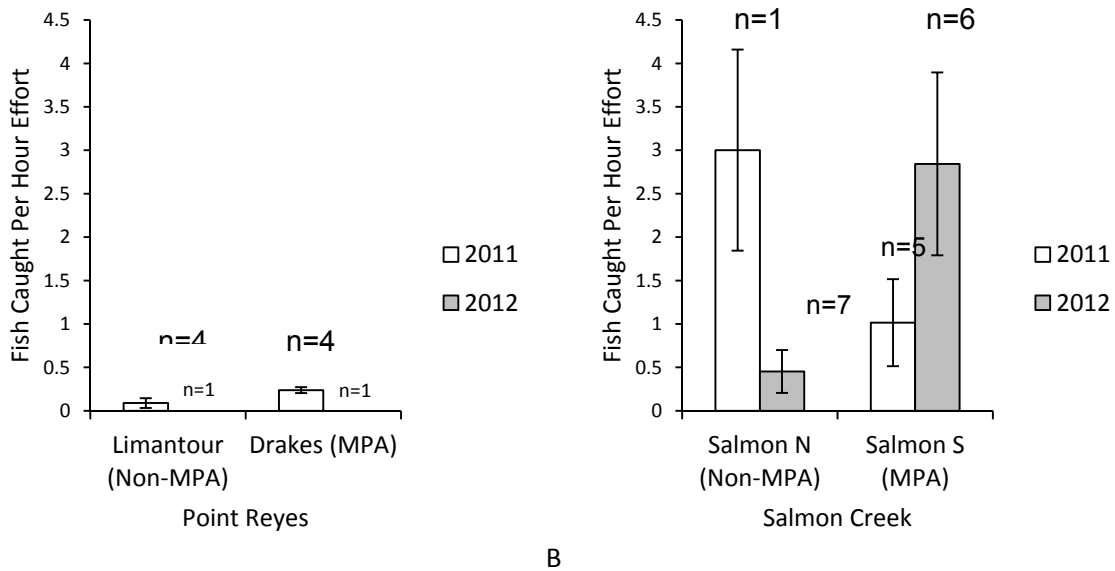 Fish Caught Per Hour Effort
4.5
4
3.5
3
2.5
2
1.5
1
0.5
0
n=4
n=1
n=4
n=1
Limantour
(Non-MPA)
Drakes (MPA)
Point Reyes
2011
2012
Fish Caught Per Hour Effort
4.5
4
3.5
3
2.5
2
1.5
1
0.5
0
n=1
n=7
n=5
n=6
Salmon N
(Non-MPA)
Salmon S
(MPA)
Salmon Creek
2011
2012
B